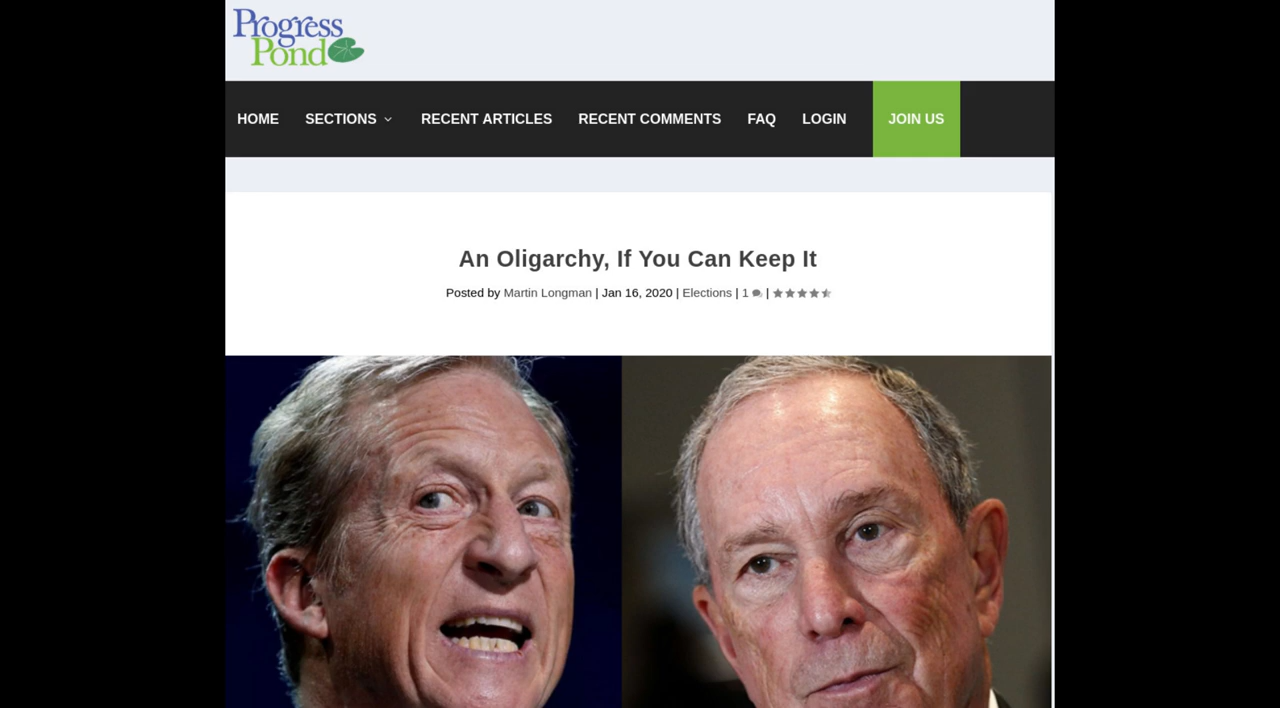 Progress
Pond
HOME SECTIONS RECENT ARTICLES RECENT COMMENTS FAQ LOGIN JOIN US
An Oligarchy, If You Can Keep It
Posted by Martin Longman | Jan 16, 2020 | Elections | 1 |